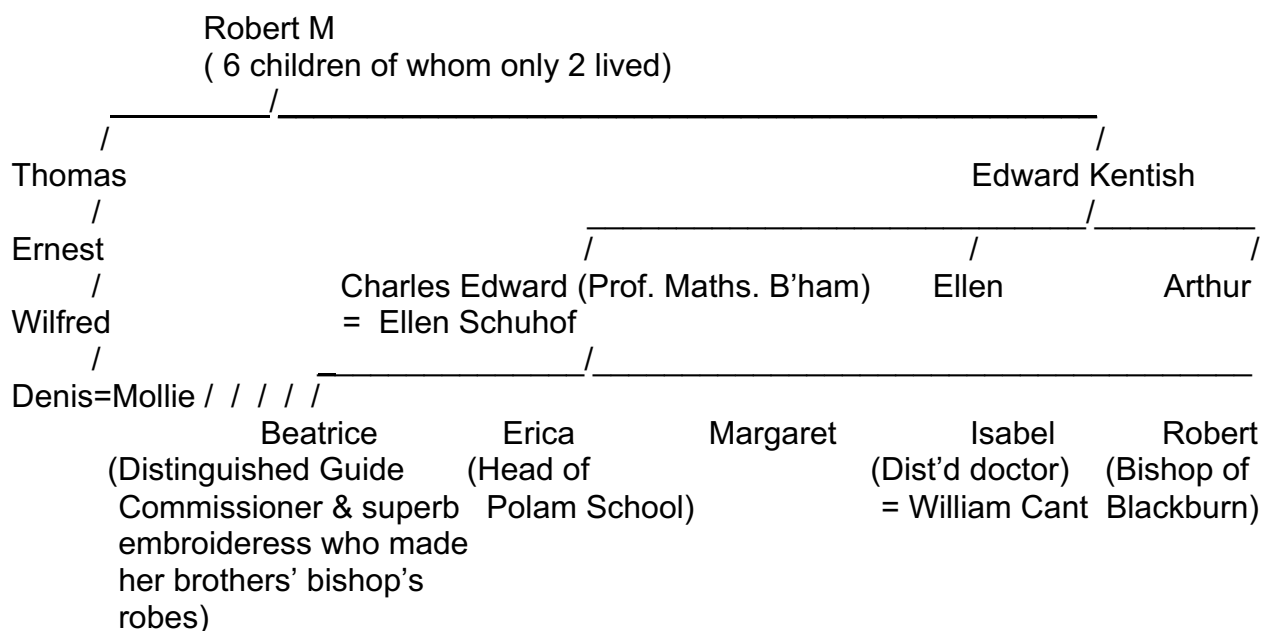 Robert M
( 6 children of whom only 2 lived)
Thomas Edward Kentish
Ernest
Charles Edward (Prof. Maths. B’ham) Ellen Arthur
Wilfred = Ellen Schuhof
Denis=Mollie / / / / /
Beatrice Erica Margaret Isabel Robert
(Distinguished Guide (Head of (Dist’d doctor) (Bishop of
Commissioner & superb Polam School) = William Cant Blackburn)
embroideress who made
her brothers’ bishop’s
robes)